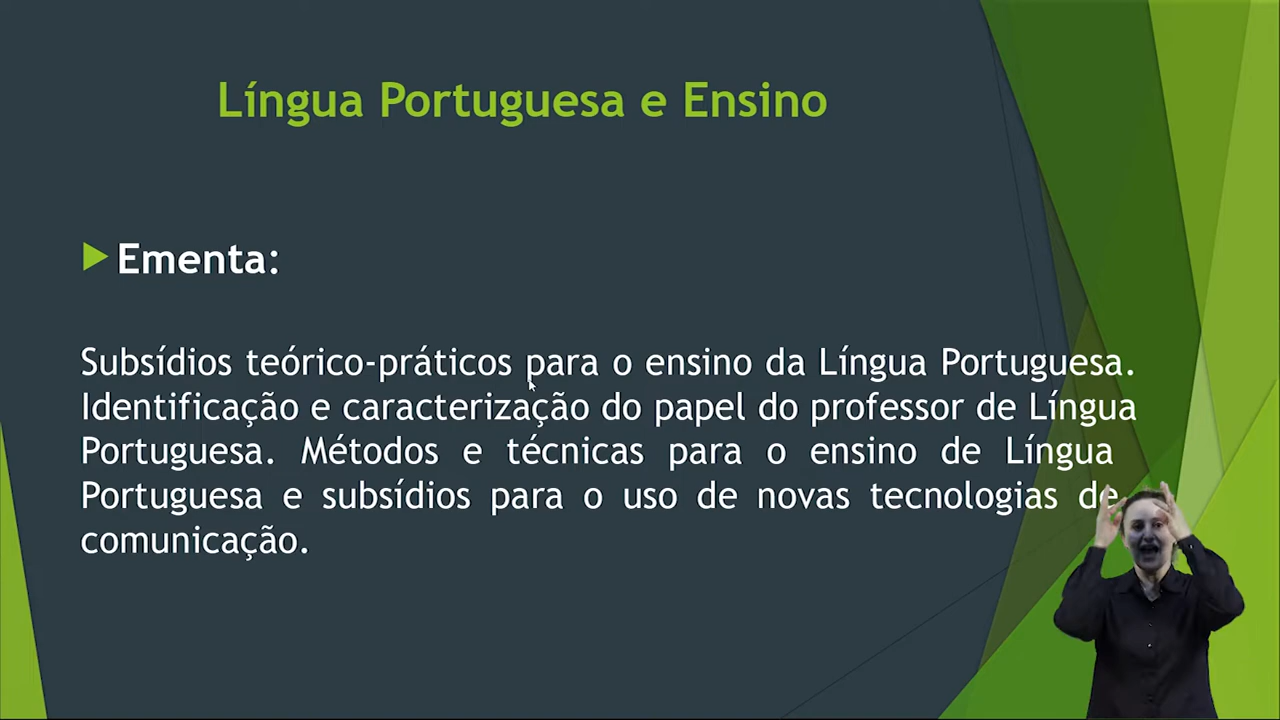 Língua Portuguesa e Ensino
Ementa:
Subsídios teórico-práticos para o ensino da Língua Portuguesa.
Identificação e caracterização do papel do professor de Língua
Portuguesa. Métodos e técnicas para o ensino de Língua
Portuguesa e subsídios para o uso de novas tecnologias de
comunicação.